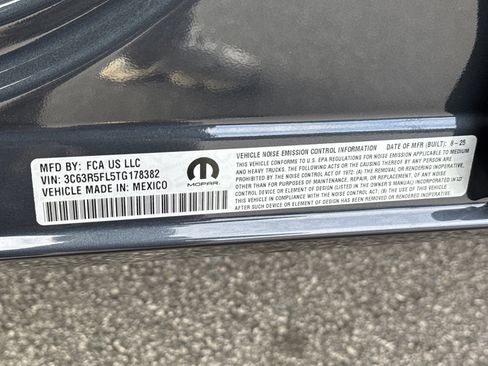 MFD BY: FCA US LLC
VIN: 3C63R5FL5TG178382
VEHICLE MADE IN: MEXICO
MOPAR
VEHICLE NOISE EMISSION CONTROL INFORMATION DATE OF MFR (BUILT): 8-25
THIS VEHICLE CONFORMS TO U.S. EPA REGULATIONS FOR NOISE EMISSION APPLICABLE TO MEDIUM
AND HEAVY TRUCKS. THE FOLLOWING ACTS OR THE CAUSING THEREOF BY ANY PERSON ARE
PROHIBITED BY THE NOISE CONTROL ACT OF 1972: (A) THE REMOVAL OR RENDERING INOPERATIVE,
OTHER THAN FOR PURPOSES OF MAINTENANCE, REPAIR, OR REPLACEMENT, OF ANY NOISE
CONTROL DEVICE OR ELEMENT OF DESIGN (LISTED IN THE OWNER'S MANUAL) INCORPORATED INTO
THIS VEHICLE IN COMPLIANCE WITH THE NOISE CONTROL ACT: (B) THE USE OF THIS VEHICLE
AFTER SUCH DEVICE OR ELEMENT OF DESIGN HAS BEEN REMOVED OR RENDERED INOPERATIVE.